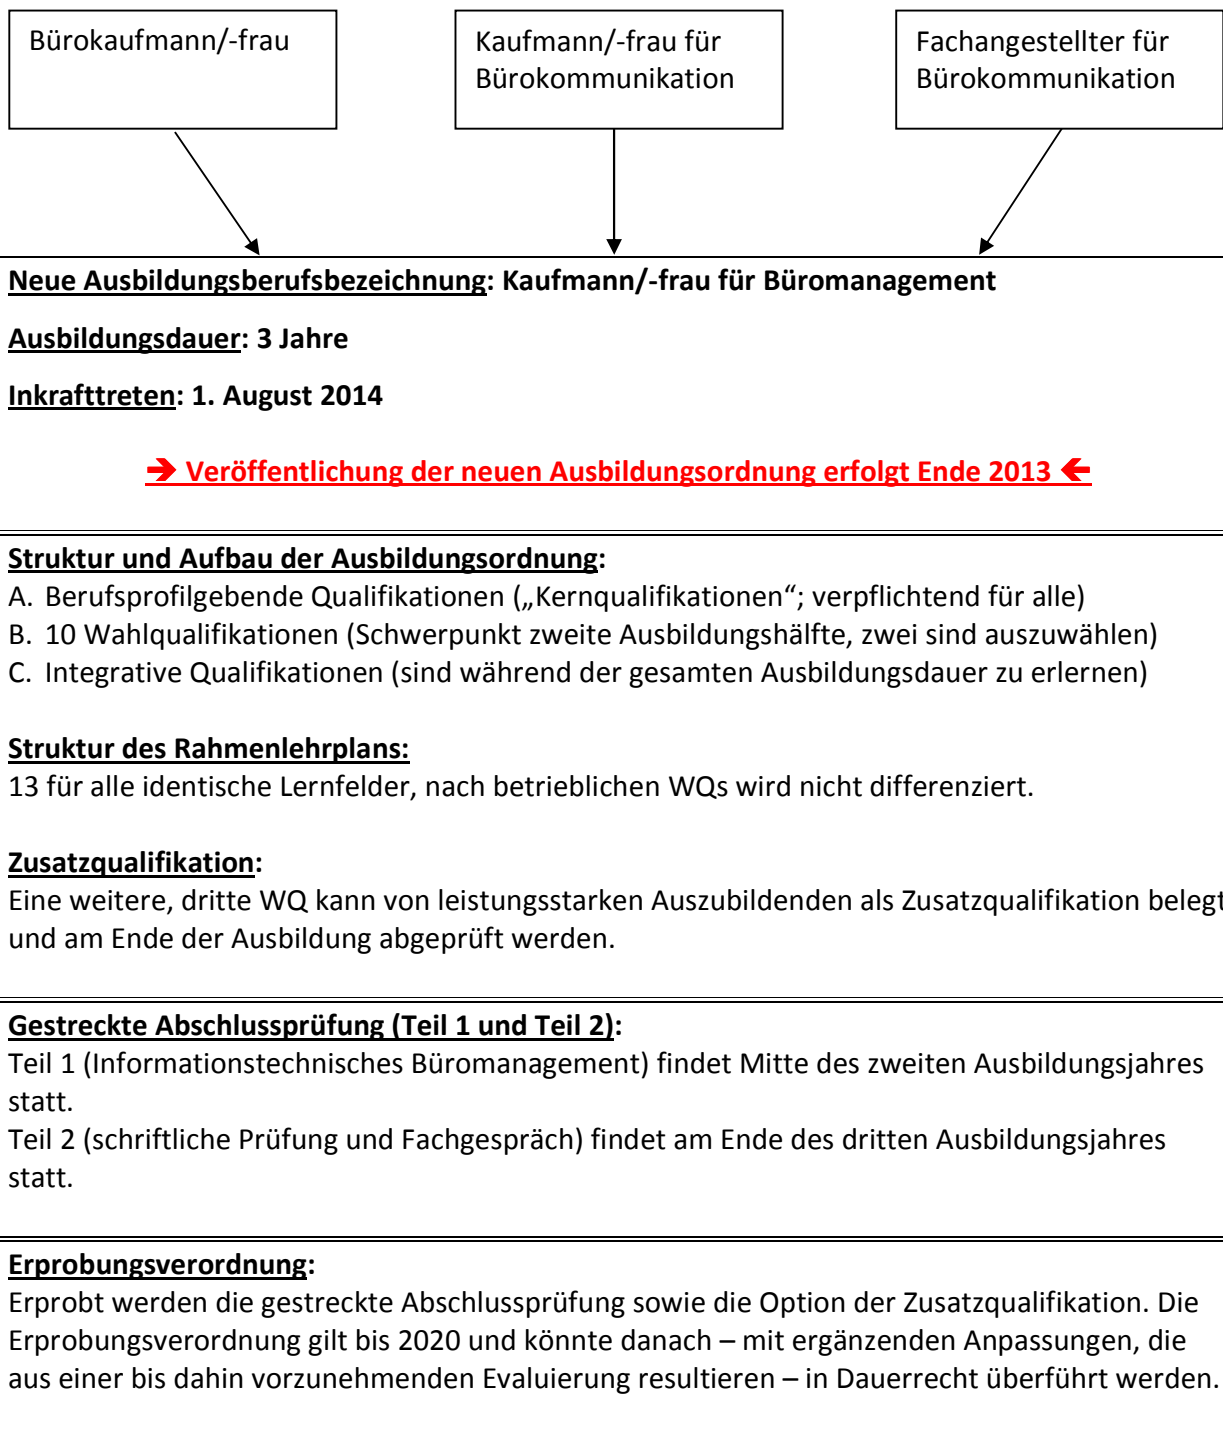 Bürokaufmann/-frau
Kaufmann/-frau für
Bürokommunikation
Fachangestellter für
Bürokommunikation
Neue Ausbildungsberufsbezeichnung: Kaufmann/-frau für Büromanagement
Ausbildungsdauer: 3 Jahre
Inkrafttreten: 1. August 2014
➔ Veröffentlichung der neuen Ausbildungsordnung erfolgt Ende 2013 🡰
Struktur und Aufbau der Ausbildungsordnung:
A. Berufsprofilgebende Qualifikationen („Kernqualifikationen“; verpflichtend für alle)
B. 10 Wahlqualifikationen (Schwerpunkt zweite Ausbildungshälfte, zwei sind auszuwählen)
C. Integrative Qualifikationen (sind während der gesamten Ausbildungsdauer zu erlernen)
Struktur des Rahmenlehrplans:
13 für alle identische Lernfelder, nach betrieblichen WQs wird nicht differenziert.
Zusatzqualifikation:
Eine weitere, dritte WQ kann von leistungsstarken Auszubildenden als Zusatzqualifikation belegt
und am Ende der Ausbildung abgeprüft werden.
Gestreckte Abschlussprüfung (Teil 1 und Teil 2):
Teil 1 (Informationstechnisches Büromanagement) findet Mitte des zweiten Ausbildungsjahres
statt.
Teil 2 (schriftliche Prüfung und Fachgespräch) findet am Ende des dritten Ausbildungsjahres
statt.
Erprobungsverordnung:
Erprobt werden die gestreckte Abschlussprüfung sowie die Option der Zusatzqualifikation. Die
Erprobungsverordnung gilt bis 2020 und könnte danach – mit ergänzenden Anpassungen, die
aus einer bis dahin vorzunehmenden Evaluierung resultieren – in Dauerrecht überführt werden.